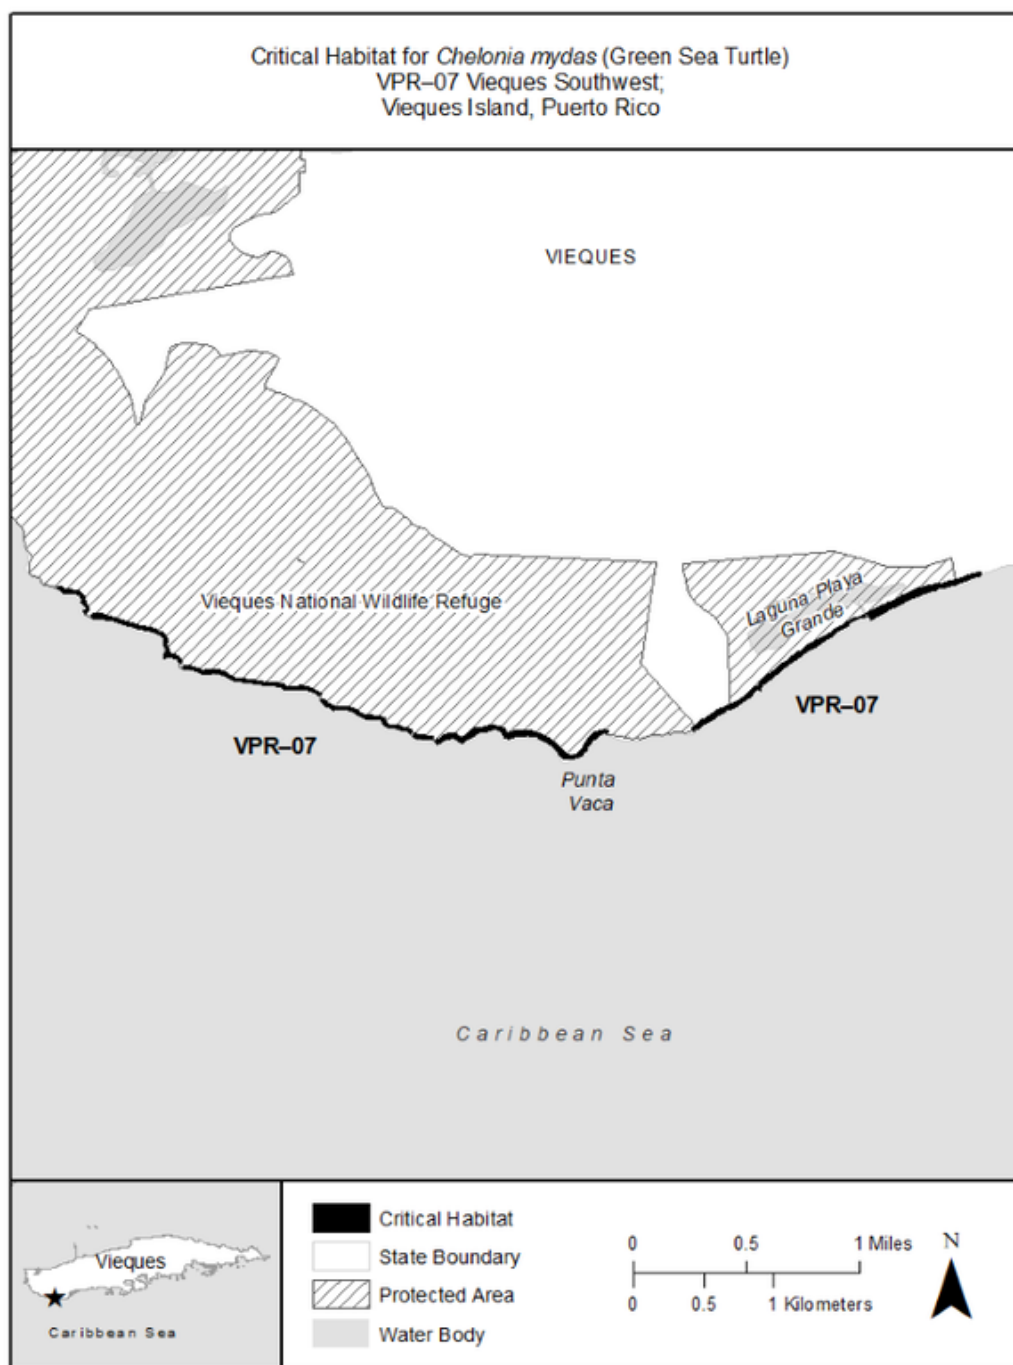 Critical Habitat for Chelonia mydas (Green Sea Turtle)
VPR–07 Vieques Southwest;
Vieques Island, Puerto Rico
VIEQUES
Vieques National Wildlife Refuge
Laguna Playa
Grande
VPR–07
VPR–07
Punta
Vaca
Caribbean Sea
Vieques
Caribbean Sea
Critical Habitat
State Boundary
Protected Area
Water Body
0 0.5 1 Miles
0 0.5 1 Kilometers
N